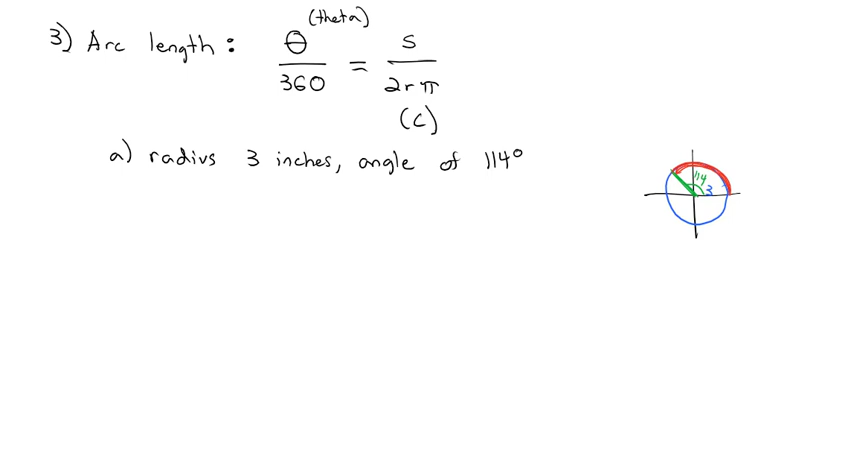 3) Arc length: θ (theta) / 360 = s / 2rπ
(c)
a) radius 3 inches, angle of 114°
114
3